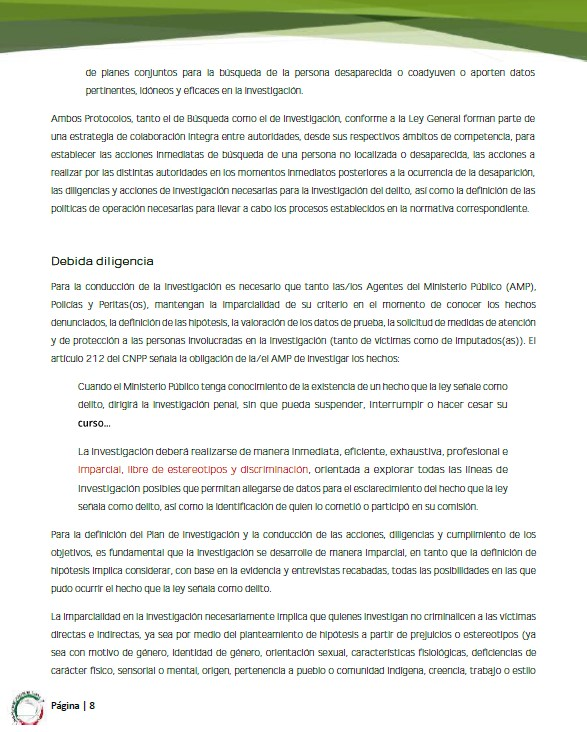 de planes conjuntos para la búsqueda de la persona desaparecida o coadyuven o aporten datos
pertinentes, idóneos y eficaces en la investigación.
Ambos Protocolos, tanto el de Búsqueda como el de Investigación, conforme a la Ley General forman parte de
una estrategia de colaboración íntegra entre autoridades, desde sus respectivos ámbitos de competencia, para
establecer las acciones inmediatas de búsqueda de una persona no localizada o desaparecida, las acciones a
realizar por las distintas autoridades en los momentos inmediatos posteriores a la ocurrencia de la desaparición,
las diligencias y acciones de investigación necesarias para la investigación del delito, así como la definición de las
políticas de operación necesarias para llevar a cabo los procesos establecidos en la normativa correspondiente.
Debida diligencia
Para la conducción de la investigación es necesario que tanto las/los Agentes del Ministerio Público (AMP),
Policías y Peritas(os), mantengan la imparcialidad de su criterio en el momento de conocer los hechos
denunciados, la definición de las hipótesis, la valoración de los datos de prueba, la solicitud de medidas de atención
y de protección a las personas involucradas en la investigación (tanto de víctimas como de imputados(as)). El
artículo 212 del CNPP señala la obligación de la/el AMP de investigar los hechos:
Cuando el Ministerio Público tenga conocimiento de la existencia de un hecho que la ley señale como
delito, dirigirá la investigación penal, sin que pueda suspender, interrumpir o hacer cesar su
curso...
La investigación deberá realizarse de manera inmediata, eficiente, exhaustiva, profesional e
imparcial, libre de estereotipos y discriminación, orientada a explorar todas las líneas de
investigación posibles que permitan allegarse de datos para el esclarecimiento del hecho que la ley
señala como delito, así como la identificación de quien lo cometió o participó en su comisión.
Para la definición del Plan de Investigación y la conducción de las acciones, diligencias y cumplimiento de los
objetivos, es fundamental que la investigación se desarrolle de manera imparcial, en tanto que la definición de
hipótesis implica considerar, con base en la evidencia y entrevistas recabadas, todas las posibilidades en las que
pudo ocurrir el hecho que la ley señala como delito.
La imparcialidad en la investigación necesariamente implica que quienes investigan no criminalicen a las víctimas
directas e indirectas, ya sea por medio del planteamiento de hipótesis a partir de prejuicios o estereotipos (ya
sea con motivo de género, identidad de género, orientación sexual, características fisiológicas, deficiencias de
carácter físico, sensorial o mental, origen, pertenencia a pueblo o comunidad indígena, creencia, trabajo o estilo
Página | 8